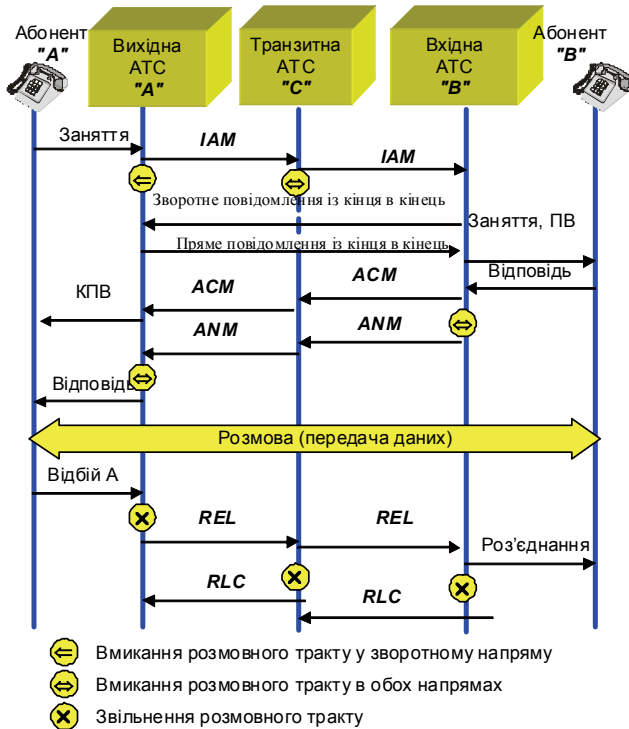 Абонент
"А"
Вихідна
АТС
"А"
Транзитна
АТС
"С"
Вхідна
АТС
"В"
Абонент
"В"
Заняття
IAM
IAM
Зворотне повідомлення із кінця в кінець
Заняття, ПВ
Пряме повідомлення із кінця в кінець
Відповідь
КПВ
ACM
ACM
ANM
ANM
Відповідь
Розмова (передача даних)
Відбій А
REL
REL
Роз’єднання
RLC
RLC
Вмикання розмовного тракту у зворотному напряму
Вмикання розмовного тракту в обох напрямах
Звільнення розмовного тракту